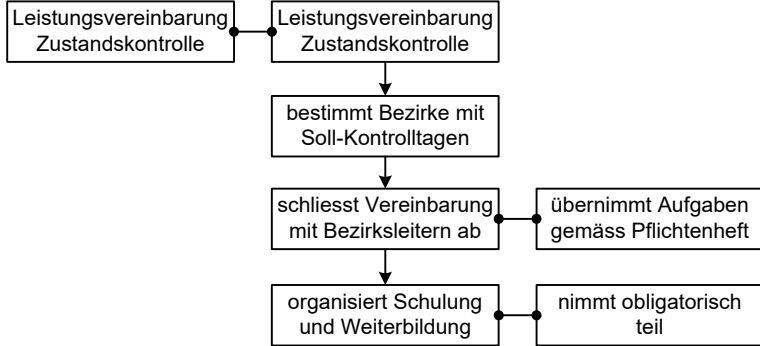 Leistungsvereinbarung
Zustandskontrolle
Leistungsvereinbarung
Zustandskontrolle
bestimmt Bezirke mit
Soll-Kontrolltagen
schliesst Vereinbarung
mit Bezirksleitern ab
übernimmt Aufgaben
gemäss Pflichtenheft
organisiert Schulung
und Weiterbildung
nimmt obligatorisch
teil